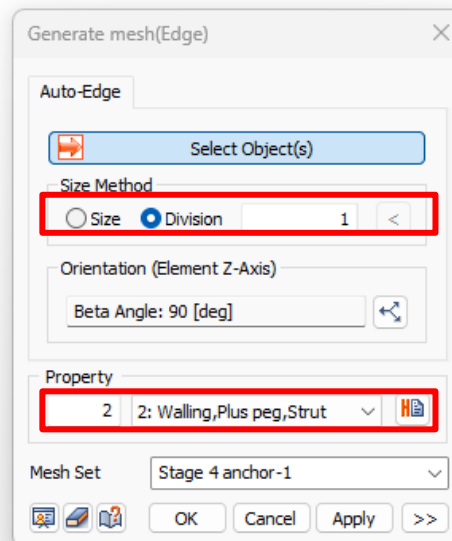 Generate mesh(Edge)
Auto-Edge
Select Object(s)
Size Method
Size Division 1 <
Orientation (Element Z-Axis)
Beta Angle: 90 [deg]
Property
2 2: Walling,Plus peg,Strut
Mesh Set Stage 4 anchor-1
OK Cancel Apply >>